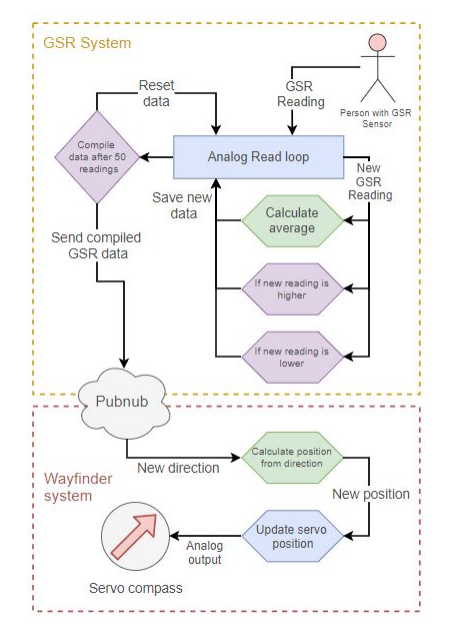 GSR System
Reset
data
GSR
Reading
Person with GSR
Sensor
Compile
data after 50
readings
Analog Read loop
New
GSR
Reading
Save new
data
Calculate
average
Send compiled
GSR data
If new reading is
higher
If new reading is
lower
Pubnub
New direction
Calculate position
from direction
Wayfinder
system
New position
Update servo
position
Analog
output
Servo compass